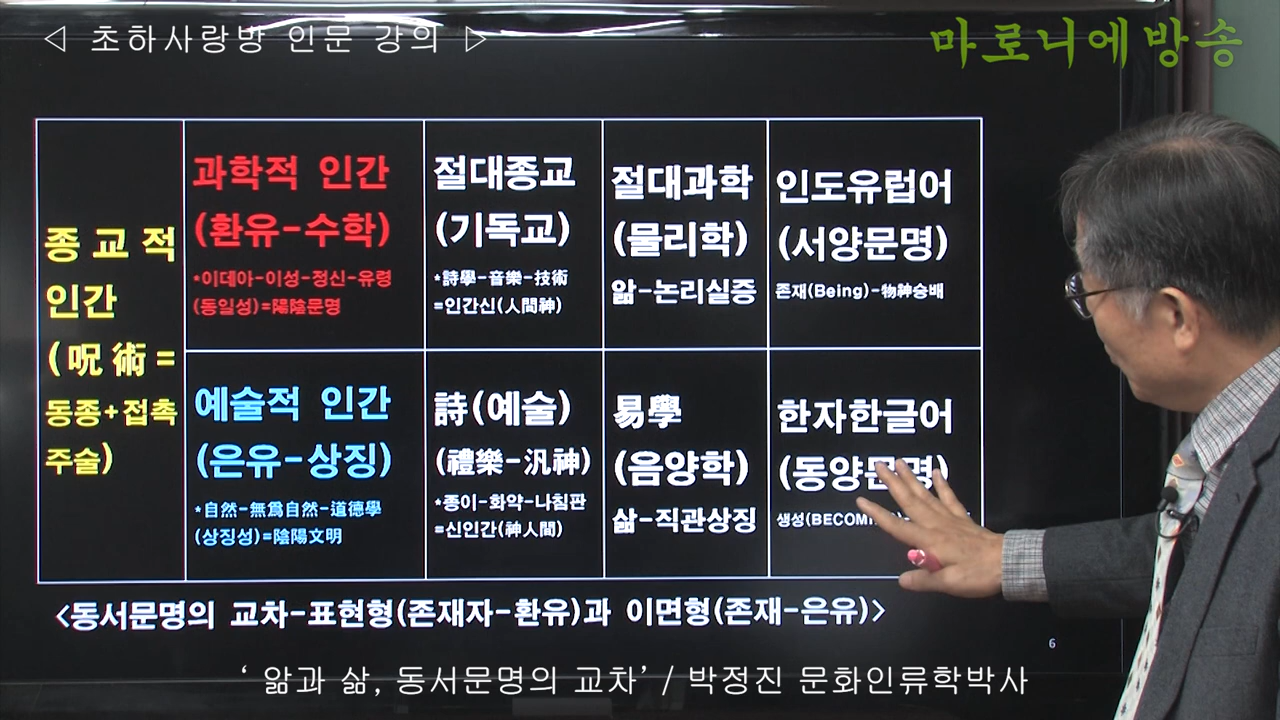 ◁ 초하사랑방 인문 강의 ▷
마로니에방송
종교적
인간
(呪術=
동종+접촉
주술)
과학적 인간
(환유-수학)
*이데아-이성-정신-유령
(동일성)=陽陰문명
절대종교
(기독교)
*詩學-音樂-技術
=인간신(人間神)
절대과학
(물리학)
앎-논리실증
인도유럽어
(서양문명)
존재(Being)-物神숭배
예술적 인간
(은유-상징)
*自然-無爲自然-道德學
(상징성)=陰陽文明
詩(예술)
(禮樂-汎神)
*종이-화약-나침판
=신인간(神人間)
易學
(음양학)
삶-직관상징
한자한글어
(동양문명)
생성(BECOM
<동서문명의 교차-표현형(존재자-환유)과 이면형(존재-은유)>
6
‘ 앎과 삶, 동서문명의 교차’ / 박정진 문화인류학박사